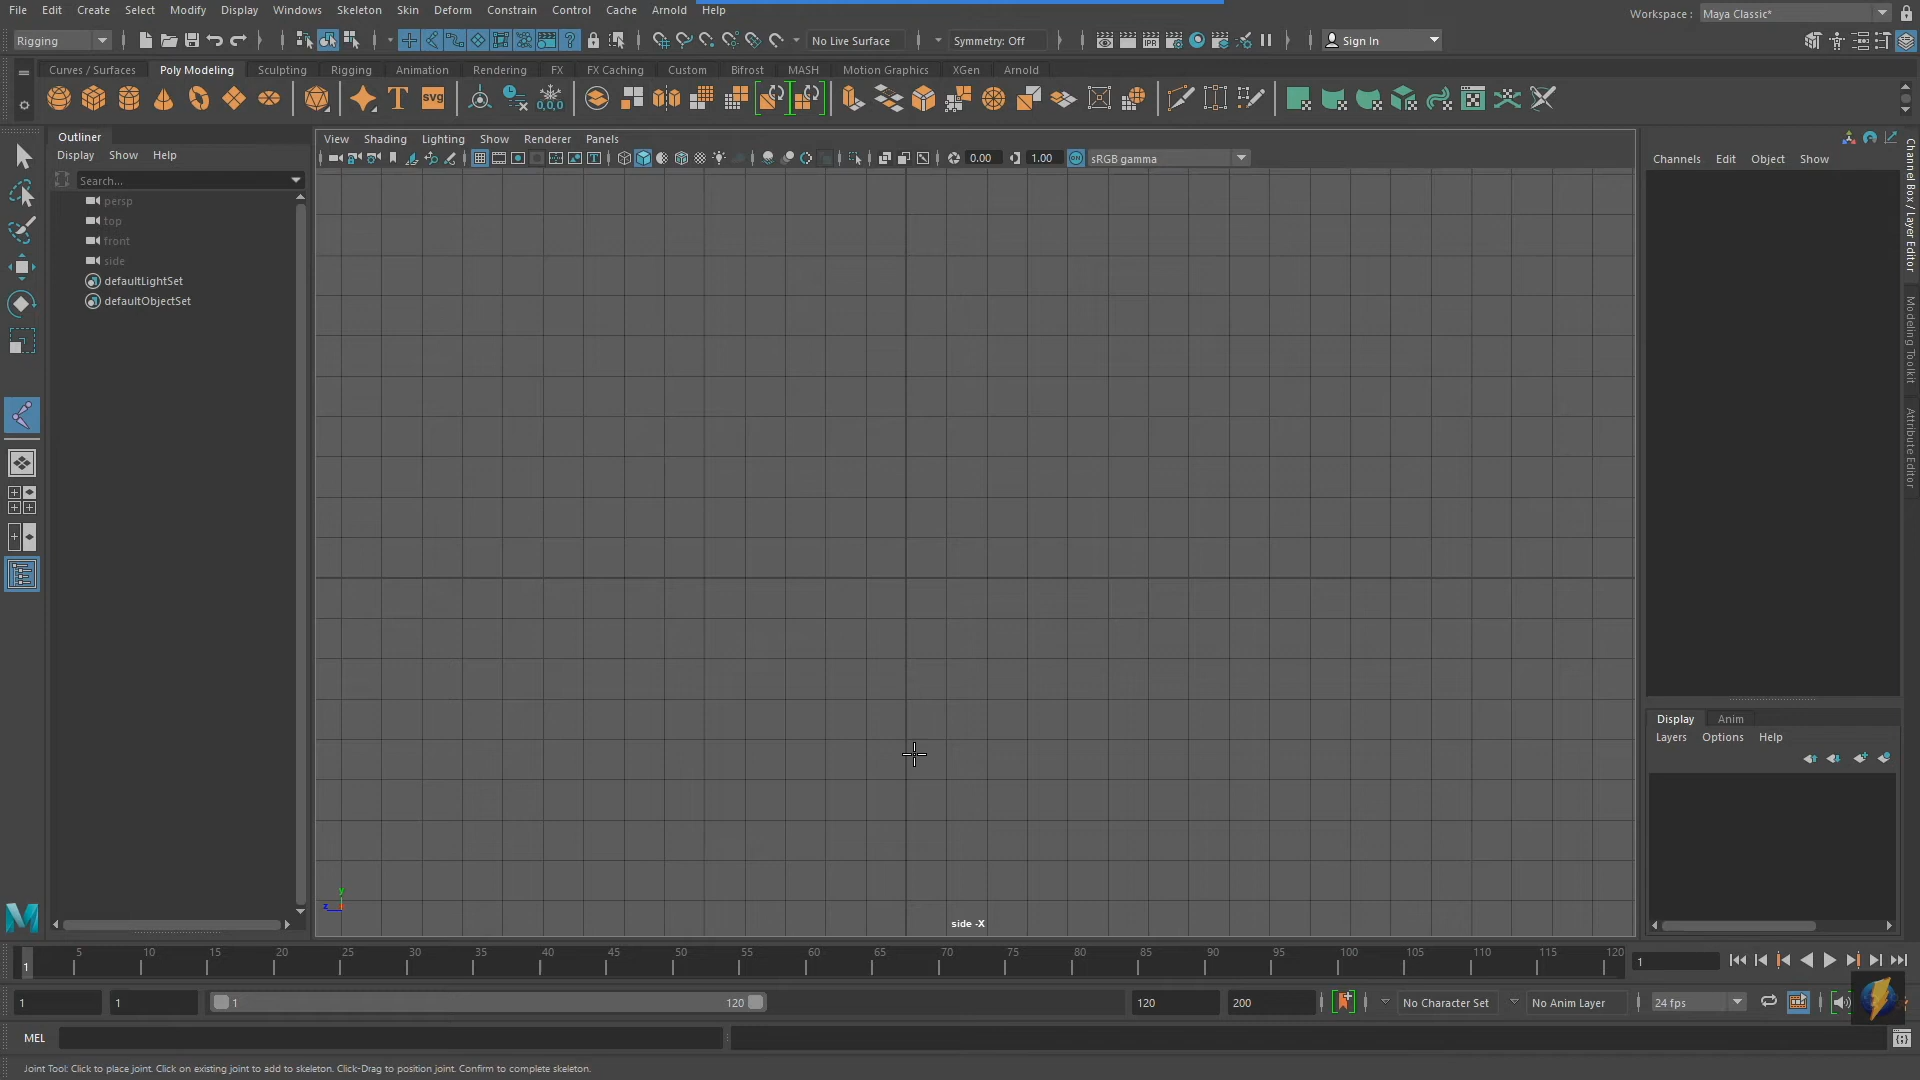 File Edit Create Select Modify Display Windows Skeleton Skin Deform Constrain Control Cache Arnold Help
Workspace : Maya Classic*
Rigging
No Live Surface
Symmetry: Off
Sign In
Curves / Surfaces Poly Modeling Sculpting Rigging Animation Rendering FX FX Caching Custom Bifrost MASH Motion Graphics XGen Arnold
T
svg
0,0,0
IPR
Outliner
Display Show Help
Search...
persp
top
front
side
defaultLightSet
defaultObjectSet
View Shading Lighting Show Renderer Panels
0.00
1.00
ON
sRGB gamma
y
z
side -X
Channels Edit Object Show
Channel Box / Layer Editor
Modeling Toolkit
Attribute Editor
Display Anim
Layers Options Help
M
1 5 10 15 20 25 30 35 40 45 50 55 60 65 70 75 80 85 90 95 100 105 110 115 120
1
1
1
1
120
120
200
No Character Set
No Anim Layer
24 fps
MEL
Joint Tool: Click to place joint. Click on existing joint to add to skeleton. Click-Drag to position joint. Confirm to complete skeleton.